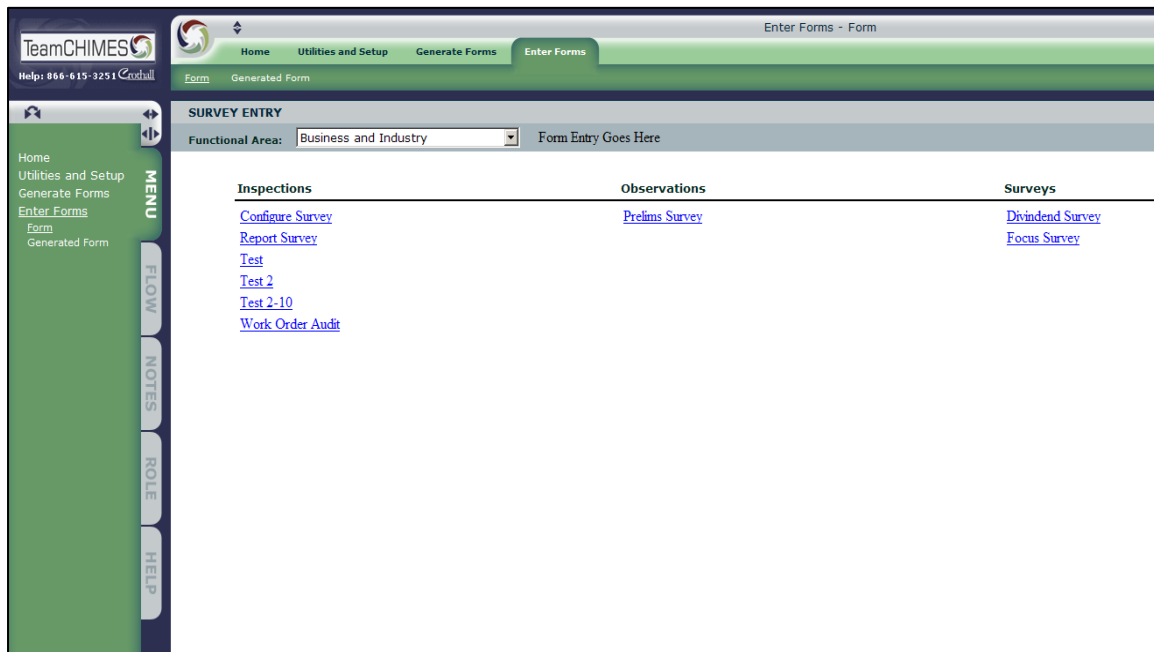 TeamCHIMES
Help: 866-615-3251 Croxhall
Enter Forms - Form
Home Utilities and Setup Generate Forms Enter Forms
Form Generated Form
SURVEY ENTRY
Functional Area: Business and Industry Form Entry Goes Here
Home
Utilities and Setup
Generate Forms
Enter Forms
Form
Generated Form
MENU
FLOW
NOTES
ROLE
HELP
Inspections Observations Surveys
Configure Survey Prelims Survey Divindend Survey
Report Survey Focus Survey
Test
Test 2
Test 2-10
Work Order Audit